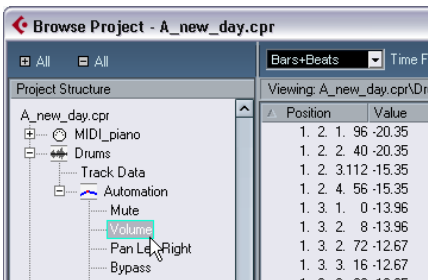 Browse Project - A_new_day.cpr
All All Bars+Beats Time F
Project Structure Viewing: A_new_day.cpr\Dr
Position Value
A_new_day.cpr
MIDI_piano
Drums
Track Data
Automation
Mute
Volume
Pan Le Right
Bypass
1. 2. 1. 96 -20.35
1. 2. 2. 40 -20.35
1. 2. 3.112 -15.35
1. 2. 4. 56 -15.35
1. 3. 1. 0 -13.96
1. 3. 2. 8 -13.96
1. 3. 2. 72 -12.67
1. 3. 3. 16 -12.67